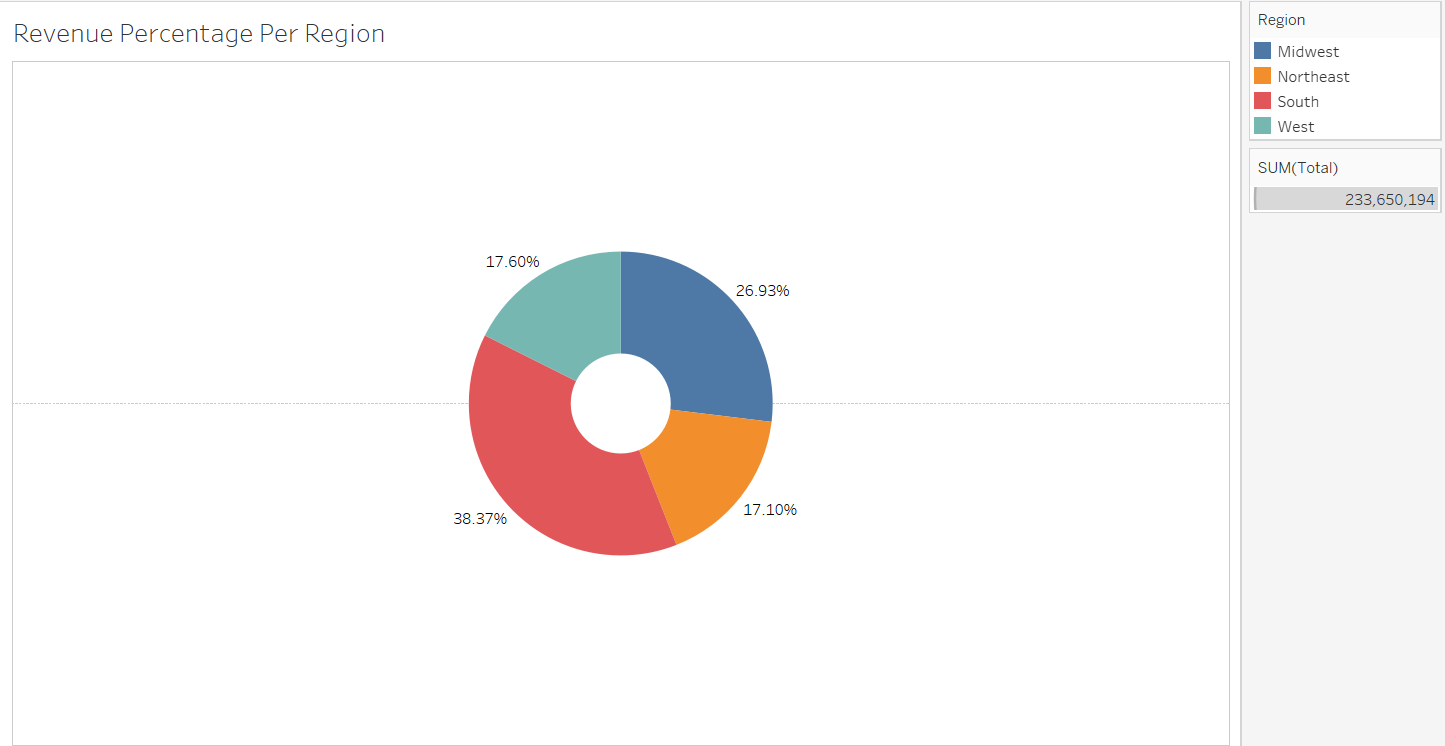 Revenue Percentage Per Region
17.60%
26.93%
38.37%
17.10%
Region
Midwest
Northeast
South
West
SUM(Total)
233,650,194